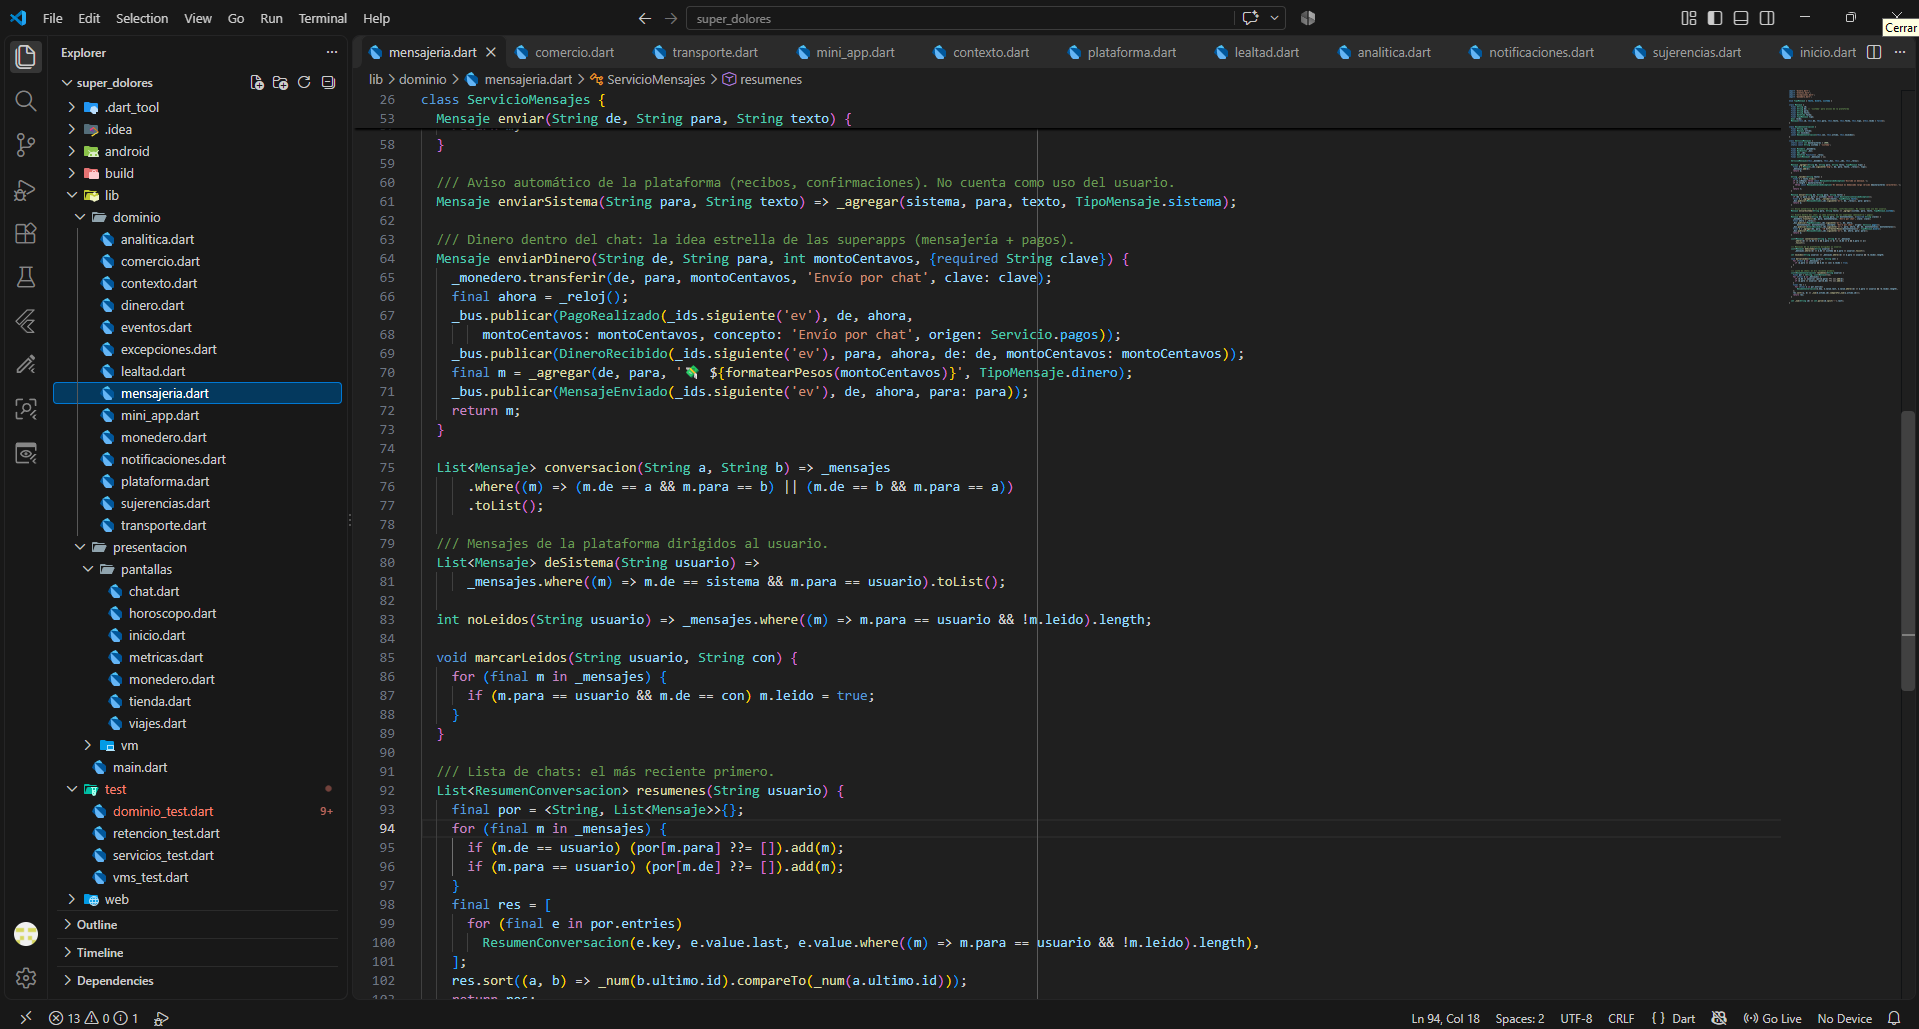 File Edit Selection View Go Run Terminal Help
super_dolores
Cerrar
Explorer
super_dolores
.dart_tool
.idea
android
build
lib
dominio
analitica.dart
comercio.dart
contexto.dart
dinero.dart
eventos.dart
excepciones.dart
lealtad.dart
mensajeria.dart
mini_app.dart
monedero.dart
notificaciones.dart
plataforma.dart
sujerencias.dart
transporte.dart
presentacion
pantallas
chat.dart
horoscopo.dart
inicio.dart
metricas.dart
monedero.dart
tienda.dart
viajes.dart
vm
main.dart
test
dominio_test.dart 9+
retencion_test.dart
servicios_test.dart
vms_test.dart
web
Outline
Timeline
Dependencies
mensajeria.dart comercio.dart transporte.dart mini_app.dart contexto.dart plataforma.dart lealtad.dart analitica.dart notificaciones.dart sujerencias.dart inicio.dart
lib > dominio > mensajeria.dart > ServicioMensajes > resumenes
26 class ServicioMensajes {
53 Mensaje enviar(String de, String para, String texto) {
58 }
59
60 /// Aviso automático de la plataforma (recibos, confirmaciones). No cuenta como uso del usuario.
61 Mensaje enviarSistema(String para, String texto) => _agregar(sistema, para, texto, TipoMensaje.sistema);
62
63 /// Dinero dentro del chat: la idea estrella de las superapps (mensajería + pagos).
64 Mensaje enviarDinero(String de, String para, int montoCentavos, {required String clave}) {
65 _monedero.transferir(de, para, montoCentavos, 'Envío por chat', clave: clave);
66 final ahora = _reloj();
67 _bus.publicar(PagoRealizado(_ids.siguiente('ev'), de, ahora,
68 montoCentavos: montoCentavos, concepto: 'Envío por chat', origen: Servicio.pagos));
69 _bus.publicar(DineroRecibido(_ids.siguiente('ev'), para, ahora, de: de, montoCentavos: montoCentavos));
70 final m = _agregar(de, para, '💸 ${formatearPesos(montoCentavos)}', TipoMensaje.dinero);
71 _bus.publicar(MensajeEnviado(_ids.siguiente('ev'), de, ahora, para: para));
72 return m;
73 }
74
75 List<Mensaje> conversacion(String a, String b) => _mensajes
76 .where((m) => (m.de == a && m.para == b) || (m.de == b && m.para == a))
77 .toList();
78
79 /// Mensajes de la plataforma dirigidos al usuario.
80 List<Mensaje> deSistema(String usuario) =>
81 _mensajes.where((m) => m.de == sistema && m.para == usuario).toList();
82
83 int noLeidos(String usuario) => _mensajes.where((m) => m.para == usuario && !m.leido).length;
84
85 void marcarLeidos(String usuario, String con) {
86 for (final m in _mensajes) {
87 if (m.para == usuario && m.de == con) m.leido = true;
88 }
89 }
90
91 /// Lista de chats: el más reciente primero.
92 List<ResumenConversacion> resumenes(String usuario) {
93 final por = <String, List<Mensaje>>{};
94 for (final m in _mensajes) {
95 if (m.de == usuario) (por[m.para] ??= []).add(m);
96 if (m.para == usuario) (por[m.de] ??= []).add(m);
97 }
98 final res = [
99 for (final e in por.entries)
100 ResumenConversacion(e.key, e.value.last, e.value.where((m) => m.para == usuario && !m.leido).length),
101 ];
102 res.sort((a, b) => _num(b.ultimo.id).compareTo(_num(a.ultimo.id)));
103 return res;
13 0 1
Ln 94, Col 18 Spaces: 2 UTF-8 CRLF { } Dart Go Live No Device